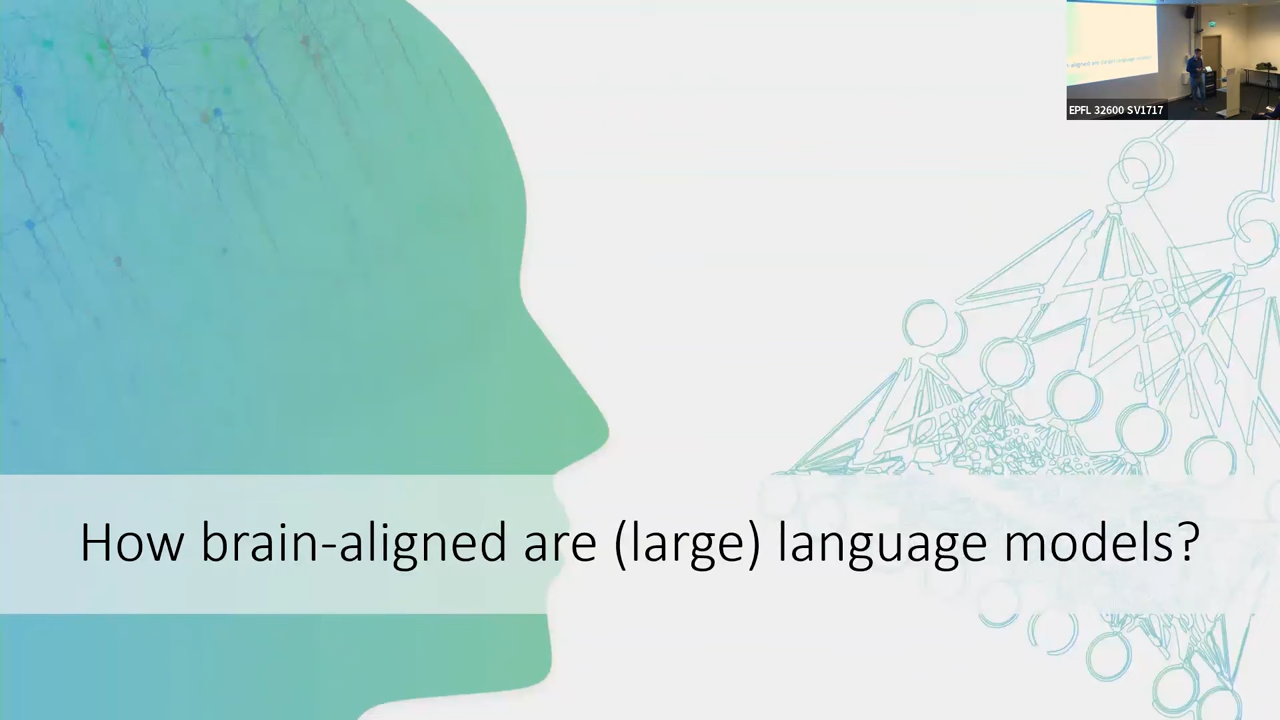 EPFL 32600 SV1717
How brain-aligned are (large) language models?